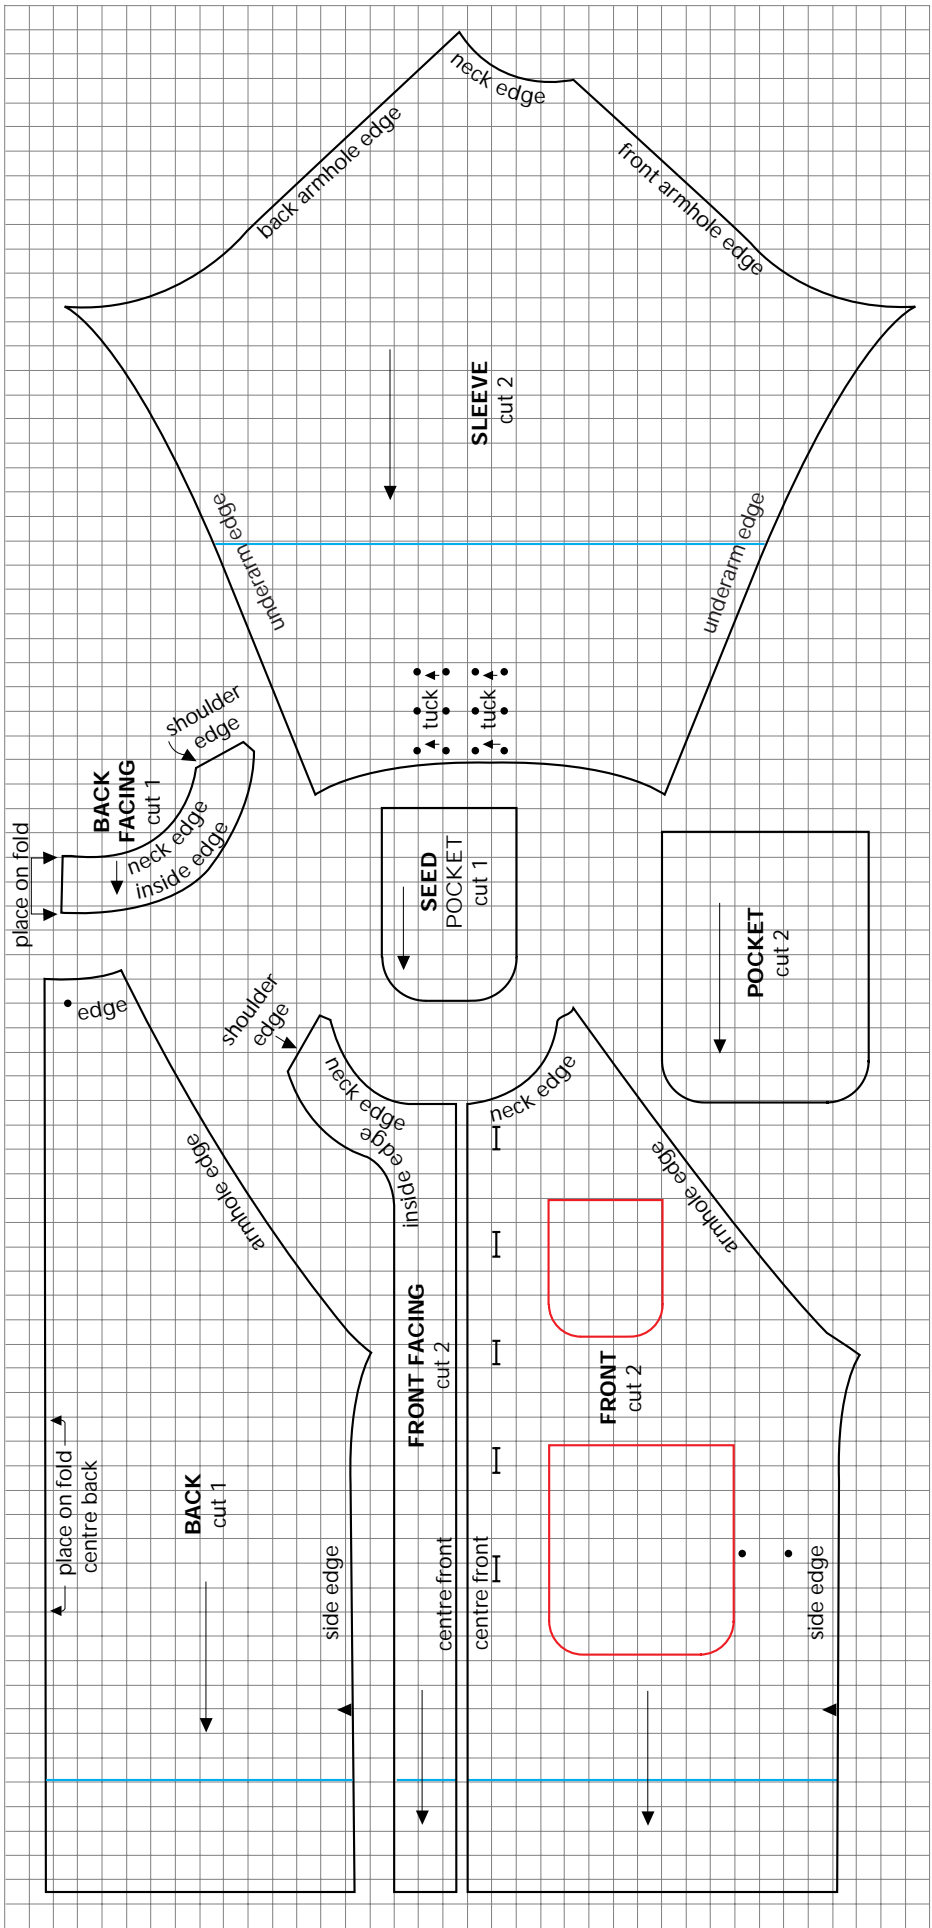 neck edge
back armhole edge
front armhole edge
SLEEVE
cut 2
underarm edge
underarm edge
tuck
tuck
shoulder
edge
BACK
FACING
cut 1
neck edge
inside edge
place on fold
SEED
POCKET
cut 1
POCKET
cut 2
edge
shoulder
edge
neck edge
inside edge
neck edge
armhole edge
armhole edge
FRONT FACING
cut 2
FRONT
cut 2
place on fold
centre back
BACK
cut 1
side edge
centre front
centre front
side edge